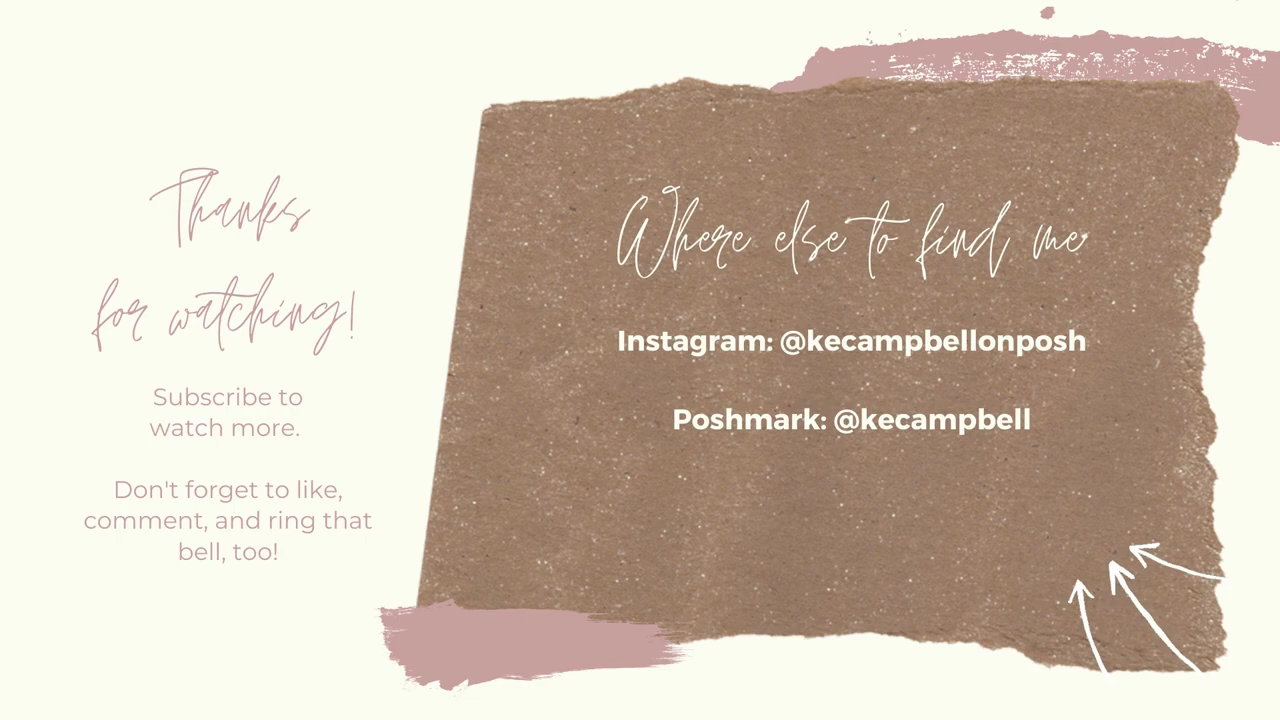 Thanks
for watching!
Subscribe to
watch more.
Don't forget to like,
comment, and ring that
bell, too!
Where else to find me
Instagram: @kecampbellonposh
Poshmark: @kecampbell